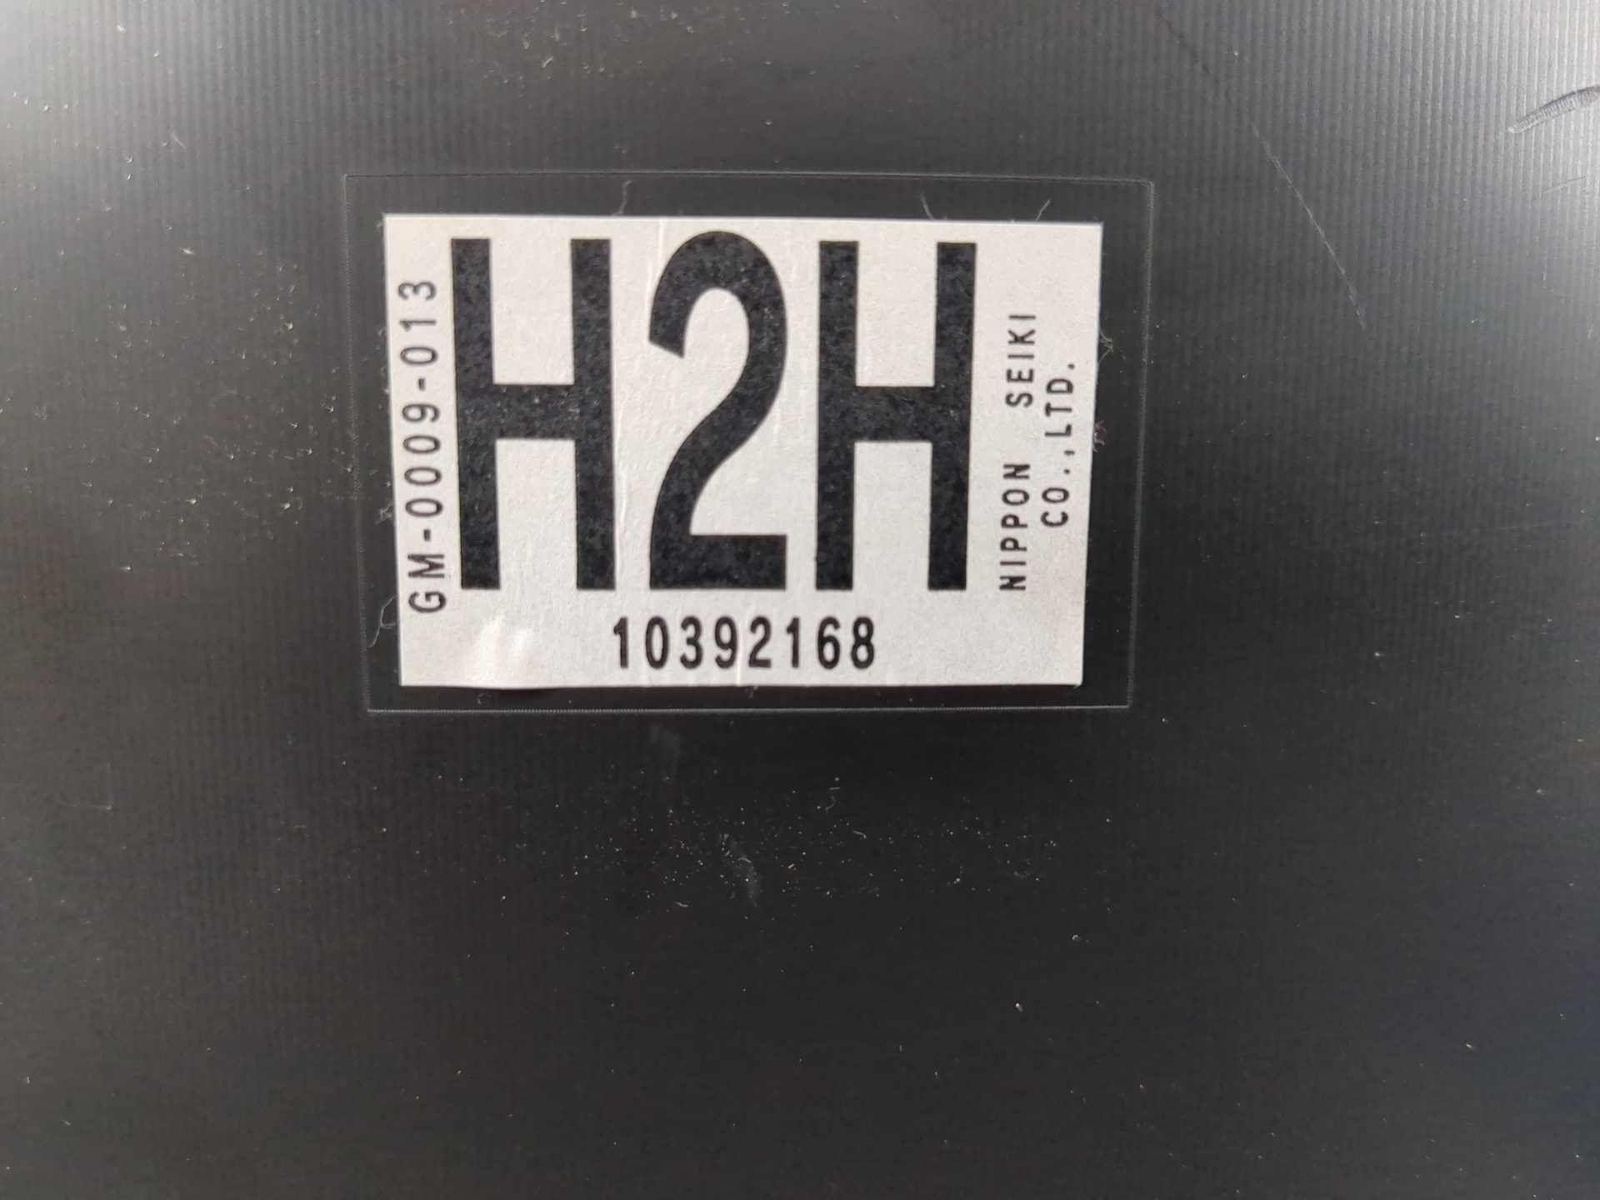 GM-0009-013
H2H
NIPPON SEIKI
CO.,LTD.
10392168